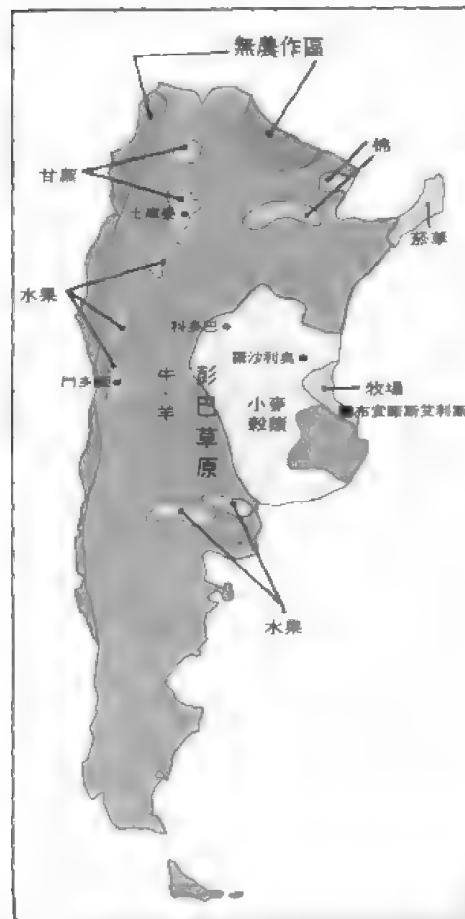 無農作區
棉
甘蔗
土庫曼
菸草
水果
科多巴
羅沙利奧
門多薩
牛、羊
彭巴草原
小麥
穀類
牧場
布宜諾斯艾利斯
水果